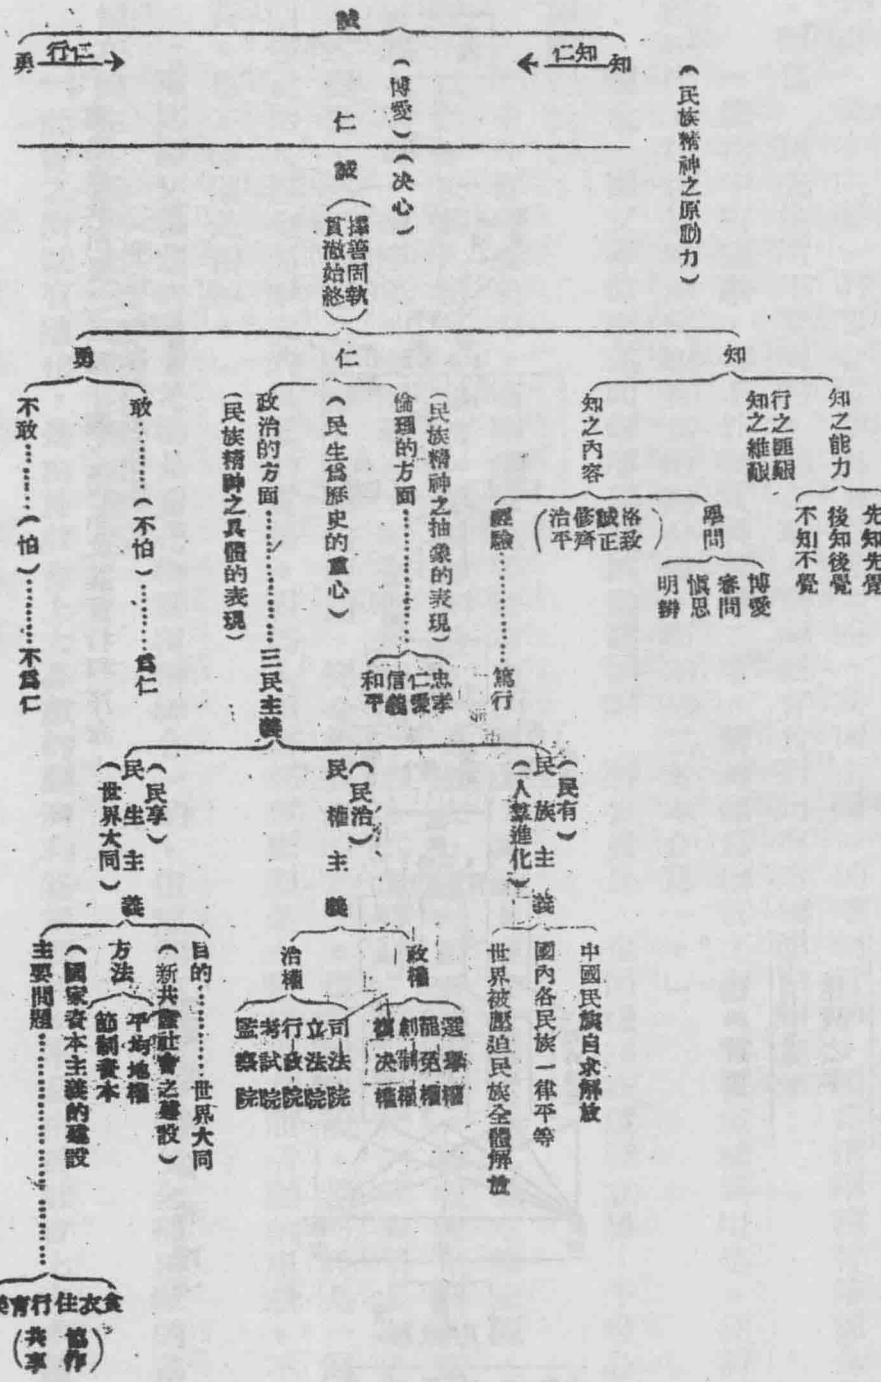 誠
知
知仁
仁行
勇
（民族精神之原動力）
（博愛）
仁
（決心）
誠
（擇善固執
貫澈始終）
知
仁
勇
知之能力
先知先覺
後知後覺
不知不覺
行之匪艱
知之維艱
知之內容
學問
博愛
審問
愼思
明辨
（格致
誠正
修齊
治平）
經驗………篤行
（民族精神之抽象的表現）
倫理的方面
忠孝
仁愛
信義
和平
（民生爲歷史的重心）
政治的方面………三民主義
（民族精神之具體的表現）
敢………（不怕）………爲仁
不敢………（怕）………不爲仁
（民有）
民族主義
（人羣進化）
中國民族自求解放
國內各民族一律平等
世界被壓迫民族全體解放
（民治）
民權主義
政權
選舉權
罷免權
創制權
複決權
治權
司法院
立法院
行政院
考試院
監察院
（民享）
民生主義
（世界大同）
目的………世界大同
（新共產社會之建設）
方法
平均地權
節制資本
（國家資本主義的建設
主要問題………
食衣住行育
（協作
共享）